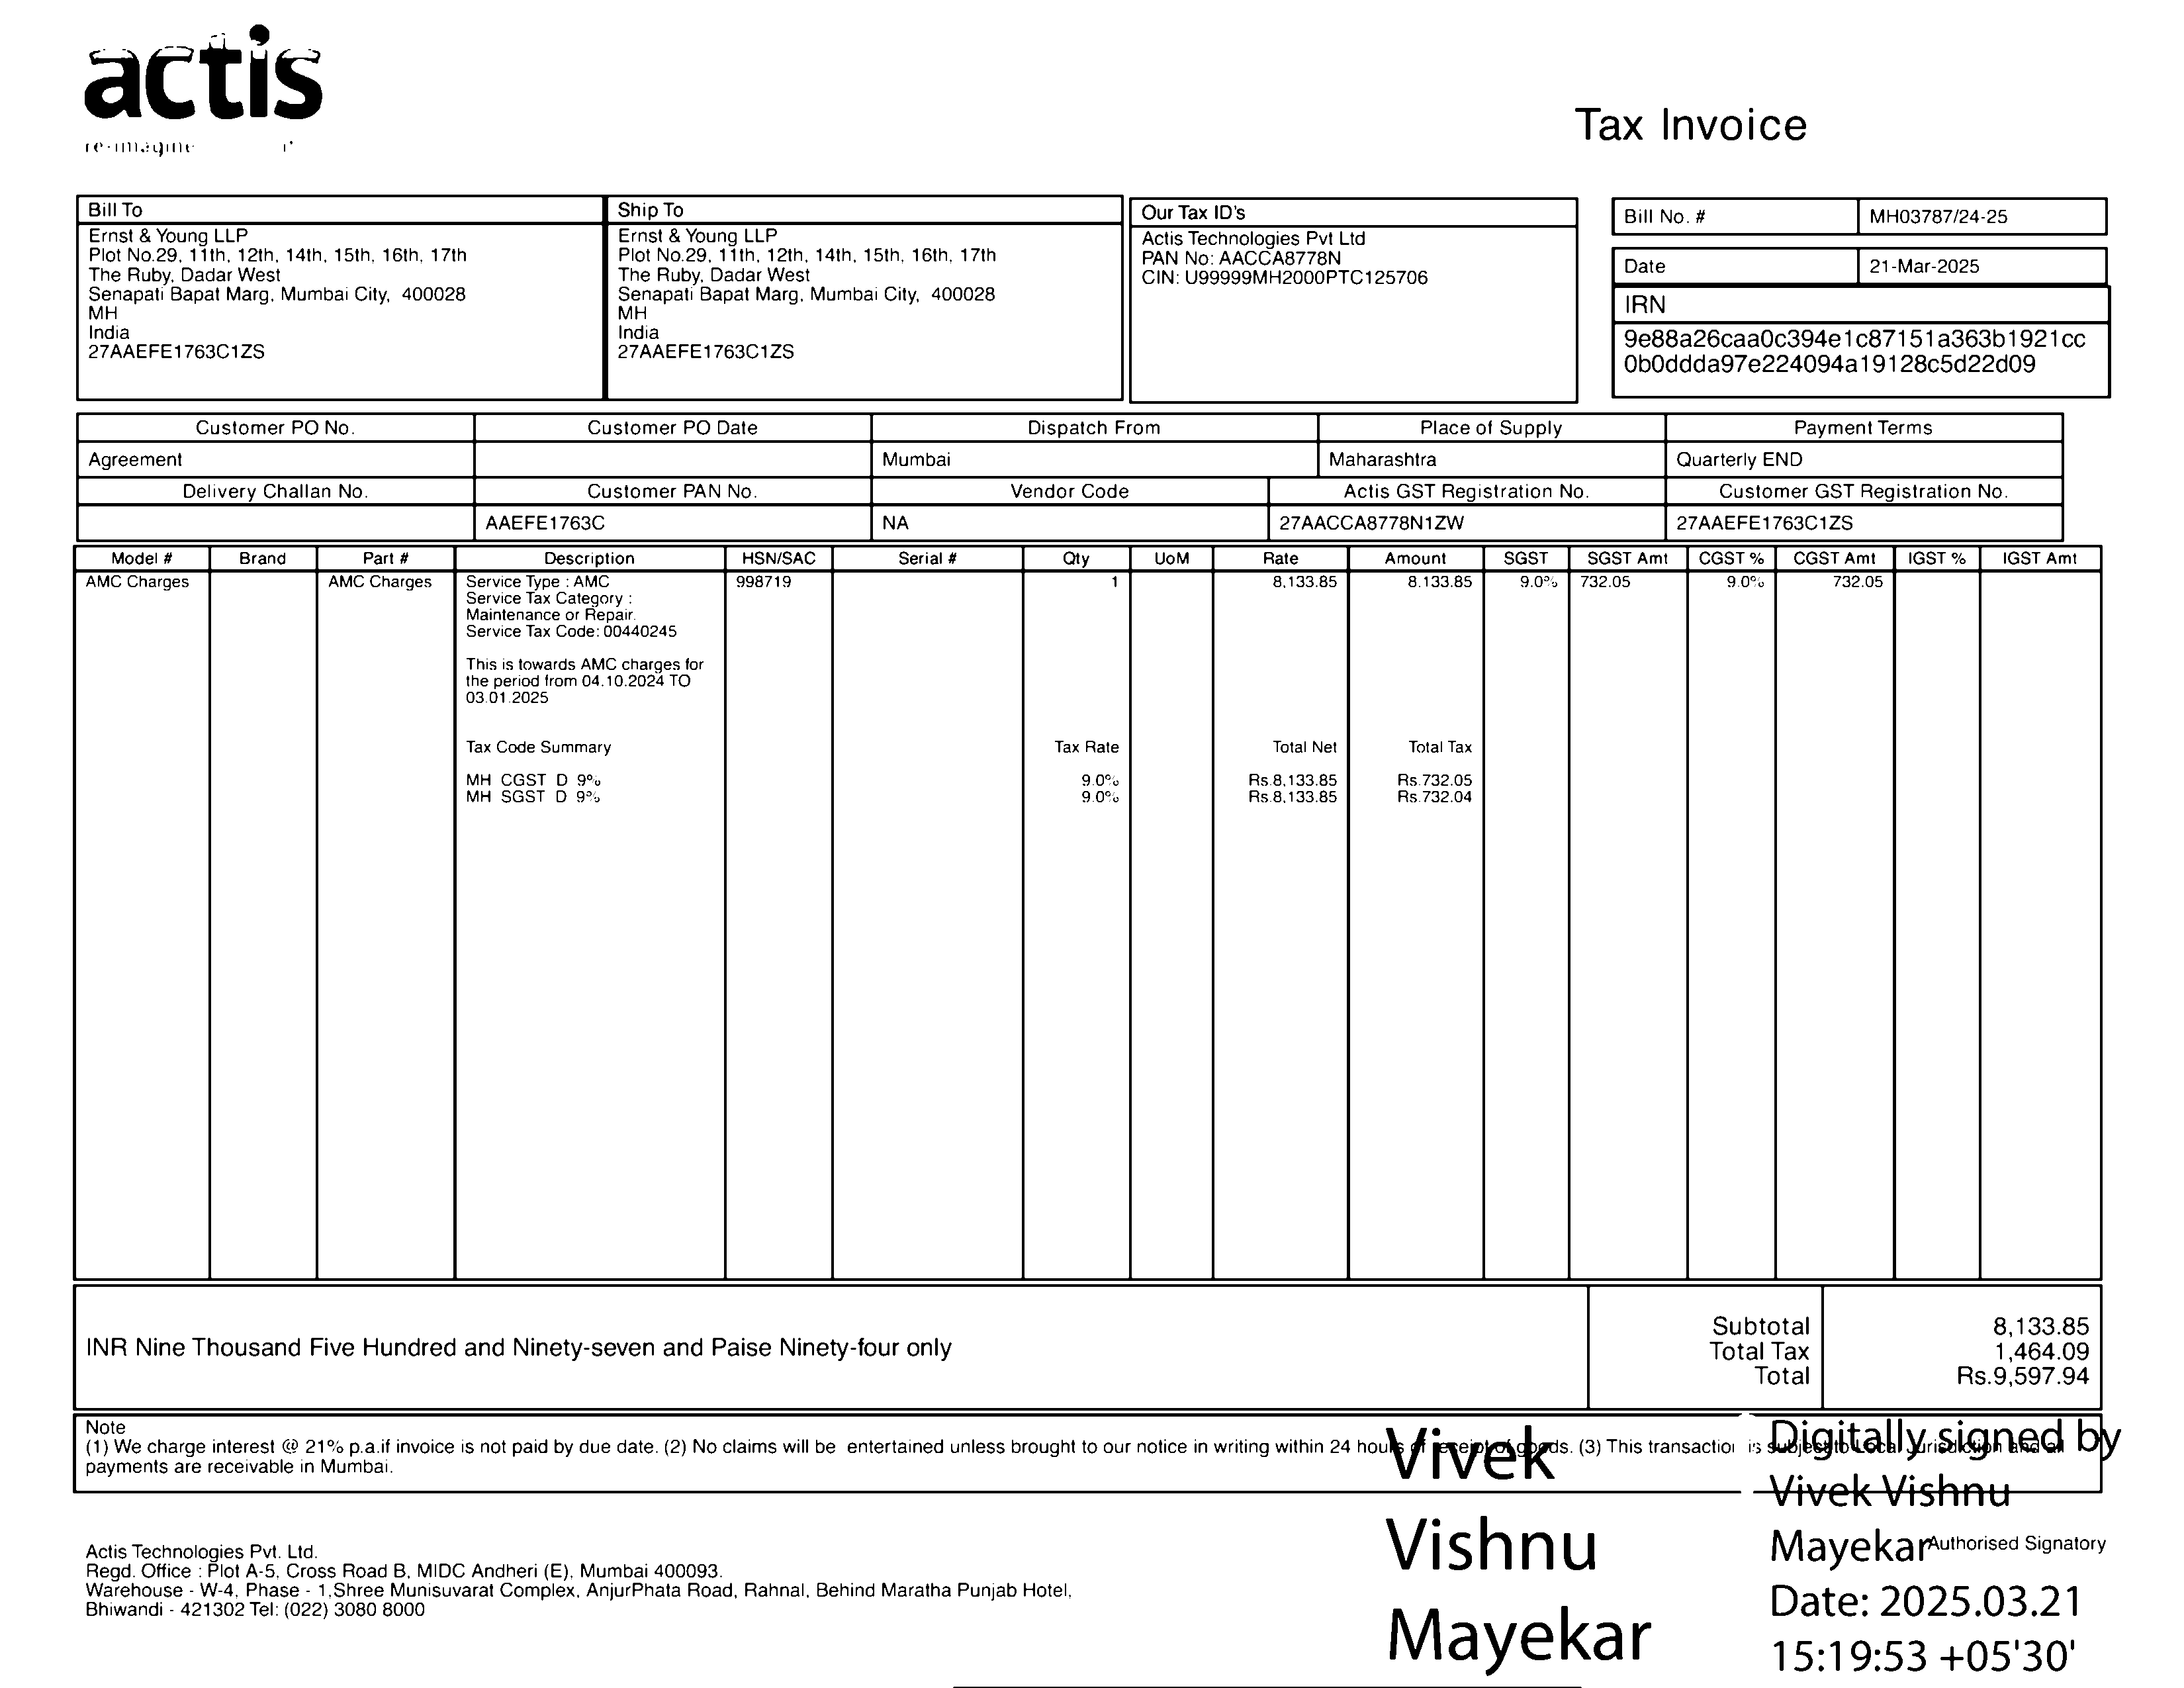 actis
Tax Invoice
Bill To
Ernst & Young LLP
Plot No.29, 11th, 12th, 14th, 15th, 16th, 17th
The Ruby, Dadar West
Senapati Bapat Marg, Mumbai City, 400028
MH
India
27AAEFE1763C1ZS
Ship To
Ernst & Young LLP
Plot No.29, 11th, 12th, 14th, 15th, 16th, 17th
The Ruby, Dadar West
Senapati Bapat Marg, Mumbai City, 400028
MH
India
27AAEFE1763C1ZS
Our Tax ID's
Actis Technologies Pvt Ltd
PAN No: AACCA8778N
CIN: U99999MH2000PTC125706
Bill No. # MH03787/24-25
Date 21-Mar-2025
IRN
9e88a26caa0c394e1c87151a363b1921cc
0b0ddda97e224094a19128c5d22d09
Customer PO No. Customer PO Date Dispatch From Place of Supply Payment Terms
Agreement Mumbai Maharashtra Quarterly END
Delivery Challan No. Customer PAN No. Vendor Code Actis GST Registration No. Customer GST Registration No.
AAEFE1763C NA 27AACCA8778N1ZW 27AAEFE1763C1ZS
Model # Brand Part # Description HSN/SAC Serial # Qty UoM Rate Amount SGST SGST Amt CGST % CGST Amt IGST % IGST Amt
AMC Charges AMC Charges Service Type : AMC 998719 1 8,133.85 8,133.85 9.0% 732.05 9.0% 732.05
Service Tax Category :
Maintenance or Repair.
Service Tax Code: 00440245
This is towards AMC charges for
the period from 04.10.2024 TO
03.01.2025
Tax Code Summary Tax Rate Total Net Total Tax
MH CGST D 9% 9.0% Rs.8,133.85 Rs.732.05
MH SGST D 9% 9.0% Rs.8,133.85 Rs.732.04
INR Nine Thousand Five Hundred and Ninety-seven and Paise Ninety-four only
Subtotal 8,133.85
Total Tax 1,464.09
Total Rs.9,597.94
Note
(1) We charge interest @ 21% p.a.if invoice is not paid by due date. (2) No claims will be entertained unless brought to our notice in writing within 24 hours of receipt of goods. (3) This transaction is subject to Local Jurisdiction and all
payments are receivable in Mumbai.
Vivek
Vishnu
Mayekar
Digitally signed by
Vivek Vishnu
Mayekar
Date: 2025.03.21
15:19:53 +05'30'
Authorised Signatory
Actis Technologies Pvt. Ltd.
Regd. Office : Plot A-5, Cross Road B, MIDC Andheri (E), Mumbai 400093.
Warehouse - W-4, Phase - 1,Shree Munisuvarat Complex, AnjurPhata Road, Rahnal, Behind Maratha Punjab Hotel,
Bhiwandi - 421302 Tel: (022) 3080 8000